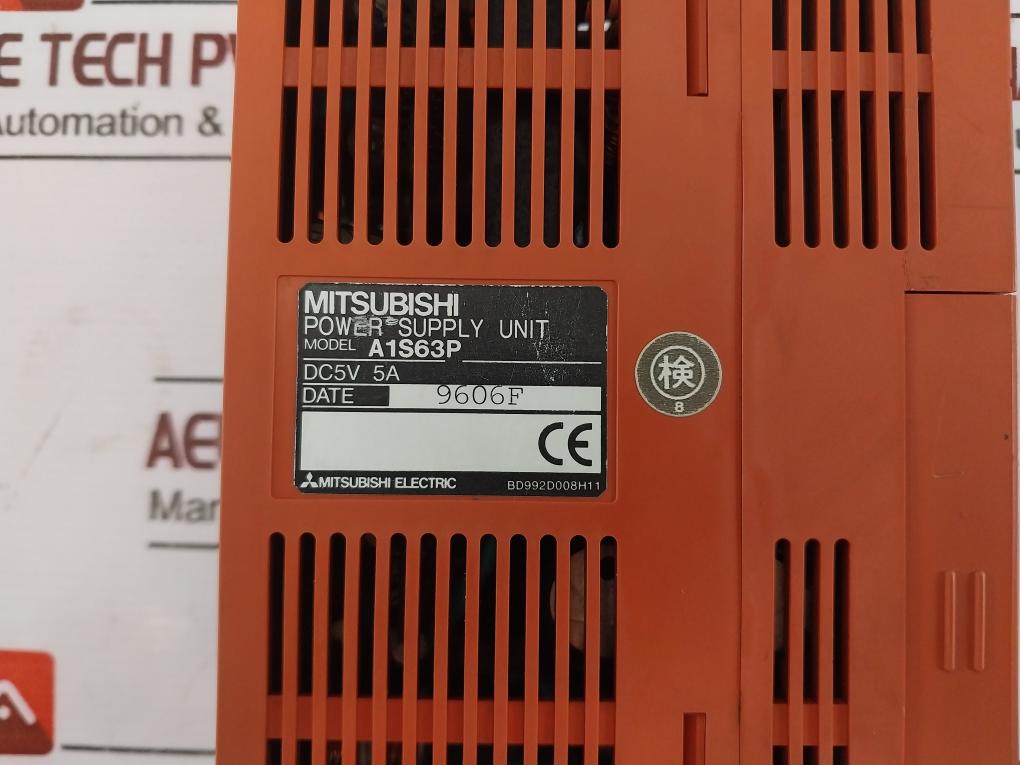 E TECH PV
Automation &
MITSUBISHI
POWER SUPPLY UNIT
MODEL A1S63P
DC5V 5A
DATE 9606F
CE
MITSUBISHI ELECTRIC BD992D008H11
検
8
AE
Mar